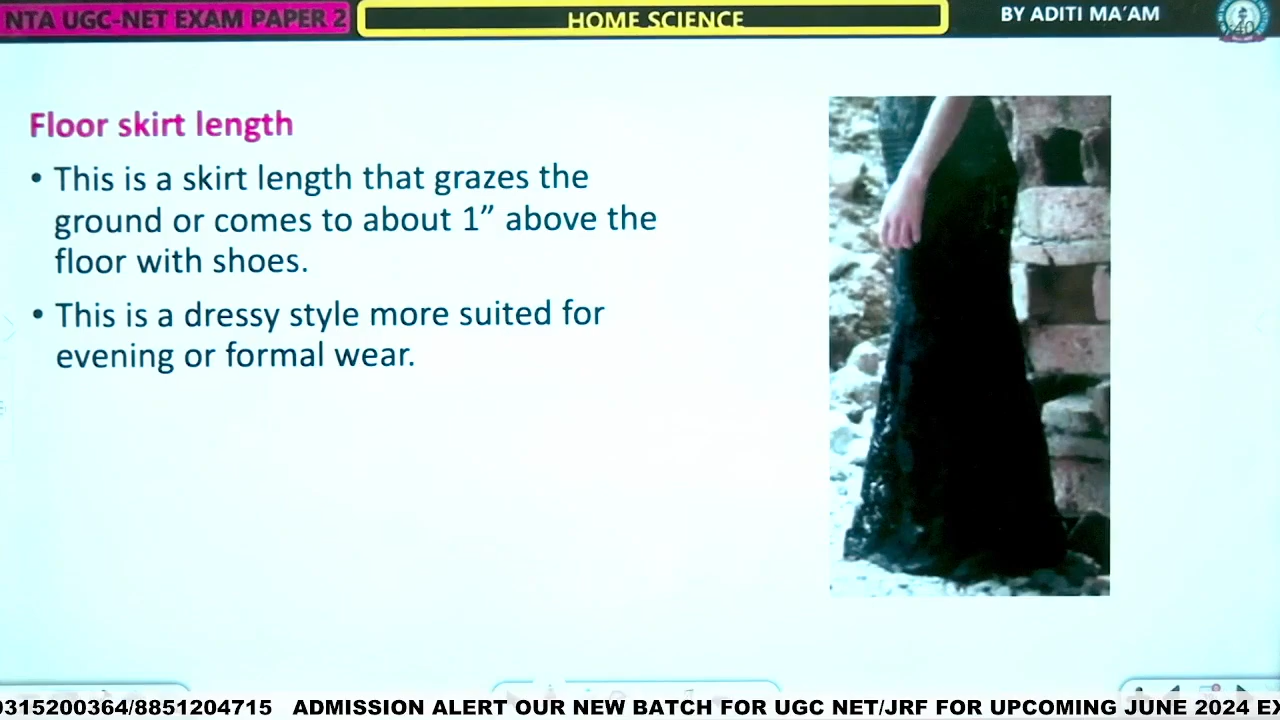 NTA UGC-NET EXAM PAPER 2
HOME SCIENCE
BY ADITI MA'AM
Floor skirt length
• This is a skirt length that grazes the
ground or comes to about 1” above the
floor with shoes.
• This is a dressy style more suited for
evening or formal wear.
0315200364/8851204715 ADMISSION ALERT OUR NEW BATCH FOR UGC NET/JRF FOR UPCOMING JUNE 2024 EX